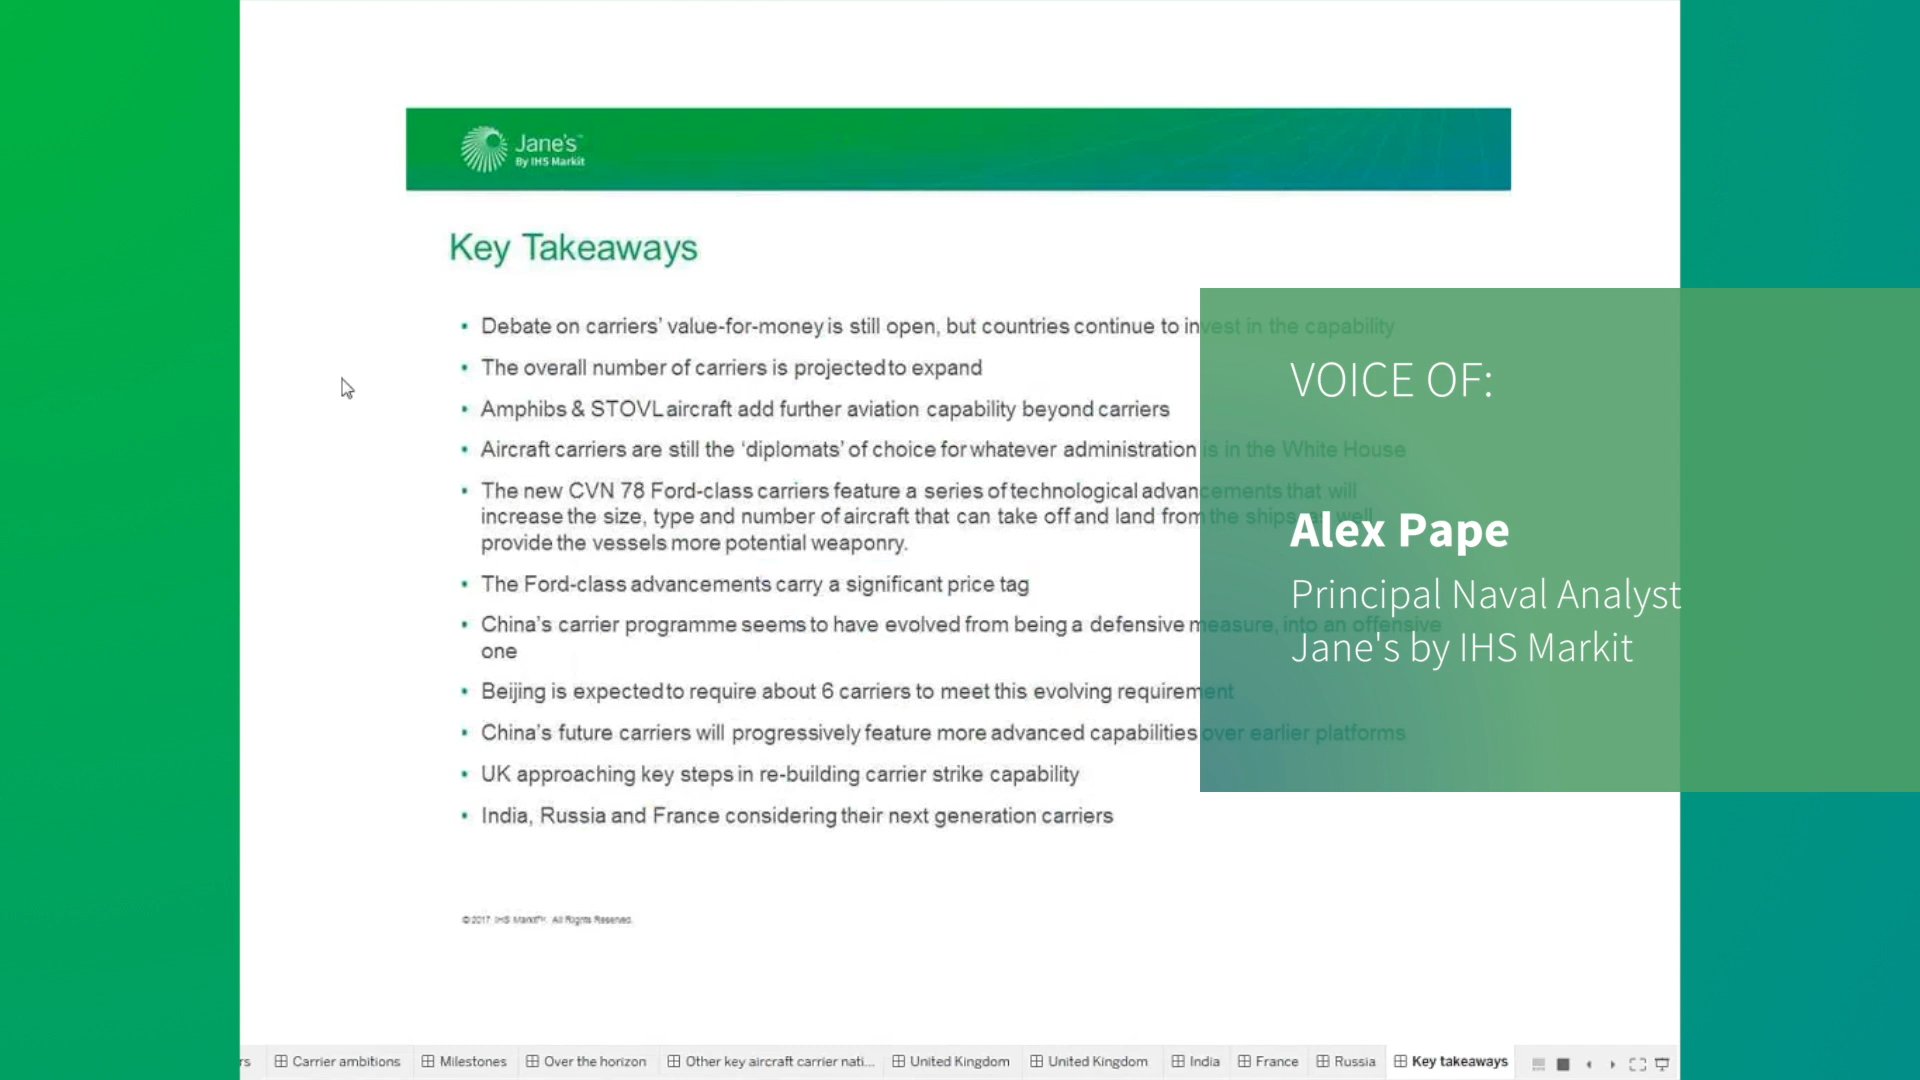 Jane's™
By IHS Markit
Key Takeaways
• Debate on carriers’ value-for-money is still open, but countries continue to invest in the capability
• The overall number of carriers is projected to expand
• Amphibs & STOVL aircraft add further aviation capability beyond carriers
• Aircraft carriers are still the ‘diplomats’ of choice for whatever administration is in the White House
• The new CVN 78 Ford-class carriers feature a series of technological advancements that will
increase the size, type and number of aircraft that can take off and land from the ships, as well
provide the vessels more potential weaponry.
• The Ford-class advancements carry a significant price tag
• China’s carrier programme seems to have evolved from being a defensive measure, into an offensive
one
• Beijing is expected to require about 6 carriers to meet this evolving requirement
• China’s future carriers will progressively feature more advanced capabilities over earlier platforms
• UK approaching key steps in re-building carrier strike capability
• India, Russia and France considering their next generation carriers
VOICE OF:
Alex Pape
Principal Naval Analyst
Jane's by IHS Markit
© 2017 IHS Markit™. All Rights Reserved.
rs Carrier ambitions Milestones Over the horizon Other key aircraft carrier nati... United Kingdom United Kingdom India France Russia Key takeaways